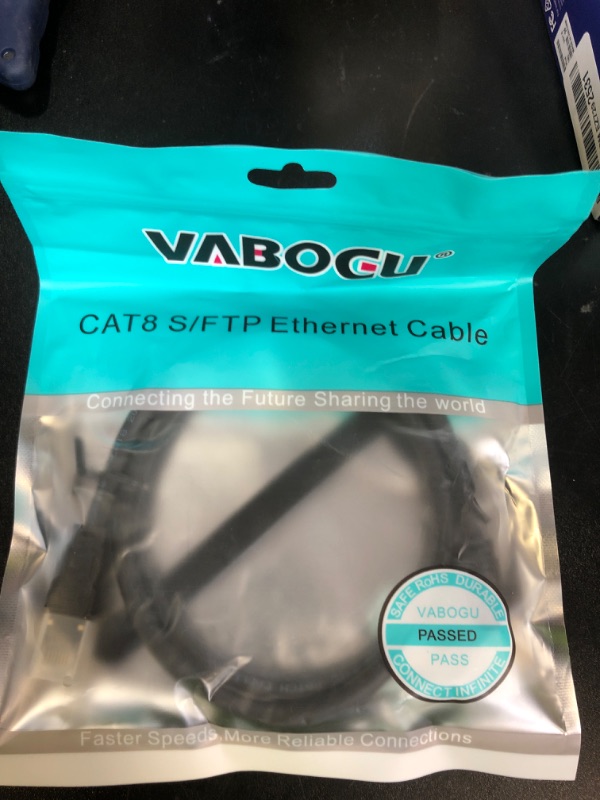 VABOGU®
CAT8 S/FTP Ethernet Cable
Connecting the Future Sharing the world
SAFE RoHS DURABLE
VABOGU
PASSED
PASS
CONNECT INFINITE
Faster Speeds,More Reliable Connections